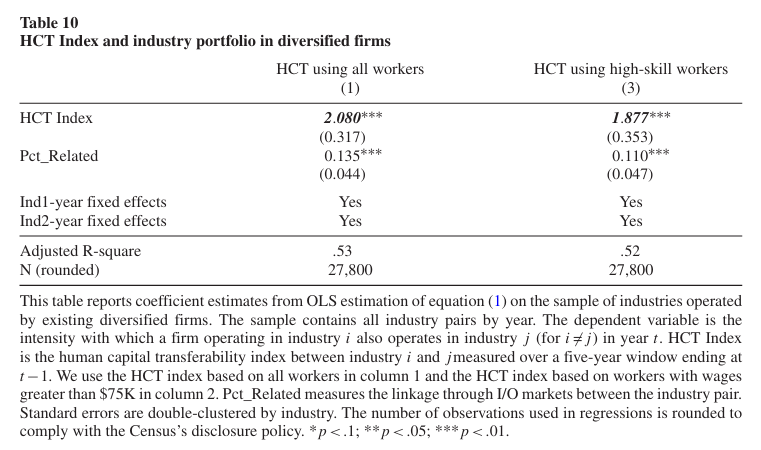 Table 10
HCT Index and industry portfolio in diversified firms
HCT using all workers HCT using high-skill workers
(1) (3)
HCT Index 2.080*** 1.877***
(0.317) (0.353)
Pct_Related 0.135*** 0.110***
(0.044) (0.047)
Ind1-year fixed effects Yes Yes
Ind2-year fixed effects Yes Yes
Adjusted R-square .53 .52
N (rounded) 27,800 27,800
This table reports coefficient estimates from OLS estimation of equation (1) on the sample of industries operated
by existing diversified firms. The sample contains all industry pairs by year. The dependent variable is the
intensity with which a firm operating in industry i also operates in industry j (for i≠j) in year t. HCT Index
is the human capital transferability index between industry i and jmeasured over a five-year window ending at
t−1. We use the HCT index based on all workers in column 1 and the HCT index based on workers with wages
greater than $75K in column 2. Pct_Related measures the linkage through I/O markets between the industry pair.
Standard errors are double-clustered by industry. The number of observations used in regressions is rounded to
comply with the Census's disclosure policy. *p<.1; **p<.05; ***p<.01.